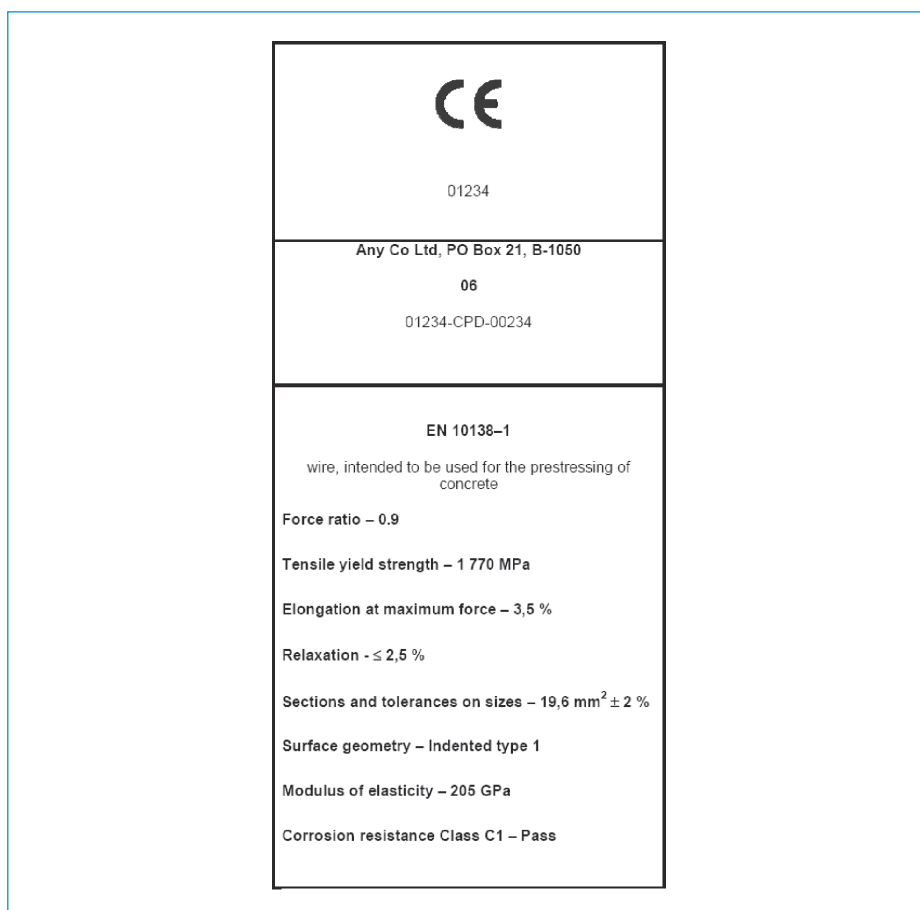 CE
01234
Any Co Ltd, PO Box 21, B-1050
06
01234-CPD-00234
EN 10138–1
wire, intended to be used for the prestressing of
concrete
Force ratio – 0.9
Tensile yield strength – 1 770 MPa
Elongation at maximum force – 3,5 %
Relaxation - ≤ 2,5 %
Sections and tolerances on sizes – 19,6 mm² ± 2 %
Surface geometry – Indented type 1
Modulus of elasticity – 205 GPa
Corrosion resistance Class C1 – Pass